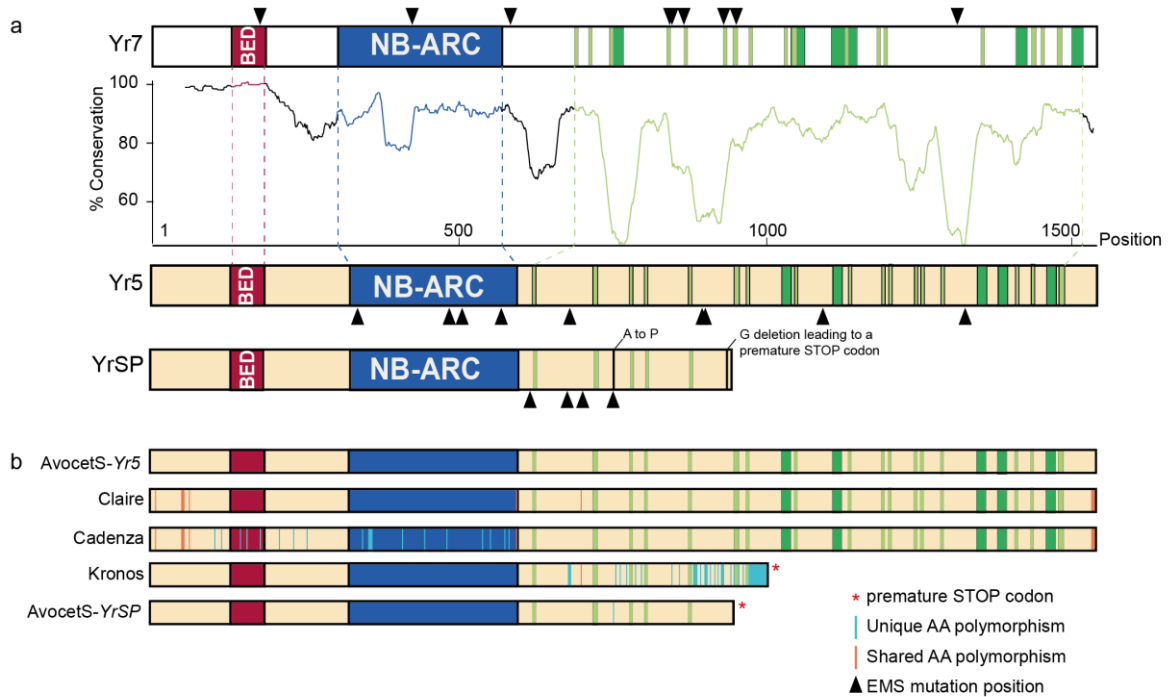 a
Yr7
BED
NB-ARC
% Conservation
100
80
60
1
500
1000
1500
Position
Yr5
BED
NB-ARC
YrSP
BED
NB-ARC
A to P
G deletion leading to a
premature STOP codon
b
AvocetS-Yr5
Claire
Cadenza
Kronos
*
AvocetS-YrSP
*
* premature STOP codon
Unique AA polymorphism
Shared AA polymorphism
EMS mutation position